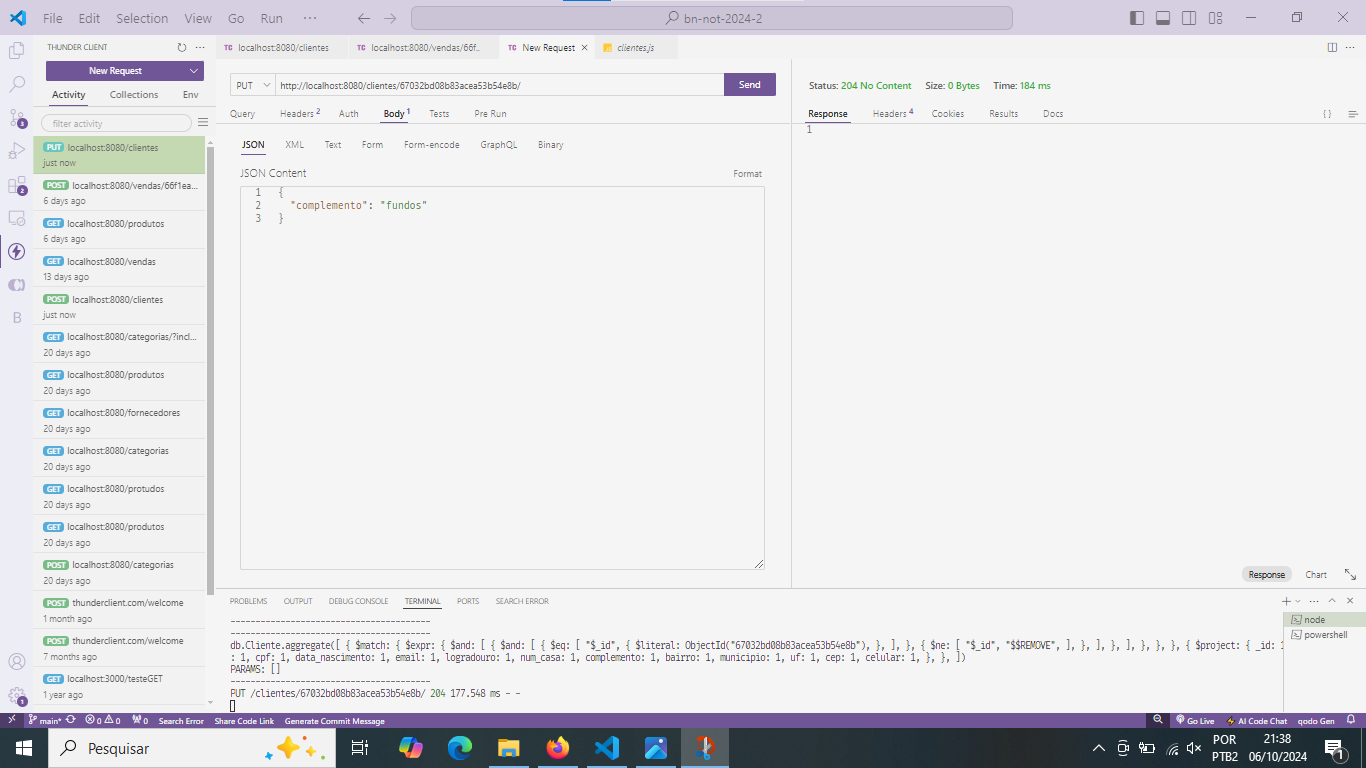 File Edit Selection View Go Run ··· bn-not-2024-2
THUNDER CLIENT
New Request
Activity Collections Env
filter activity
PUT localhost:8080/clientes
just now
POST localhost:8080/vendas/66f1ea...
6 days ago
GET localhost:8080/produtos
6 days ago
GET localhost:8080/vendas
13 days ago
POST localhost:8080/clientes
just now
GET localhost:8080/categorias/?incl...
20 days ago
GET localhost:8080/produtos
20 days ago
GET localhost:8080/fornecedores
20 days ago
GET localhost:8080/categorias
20 days ago
GET localhost:8080/protudos
20 days ago
GET localhost:8080/produtos
20 days ago
POST localhost:8080/categorias
20 days ago
POST thunderclient.com/welcome
1 month ago
POST thunderclient.com/welcome
7 months ago
GET localhost:3000/testeGET
1 year ago
3
2
B
1
TC localhost:8080/clientes TC localhost:8080/vendas/66f.. TC New Request clientes.js
PUT http://localhost:8080/clientes/67032bd08b83acea53b54e8b/ Send
Query Headers 2 Auth Body 1 Tests Pre Run
JSON XML Text Form Form-encode GraphQL Binary
JSON Content Format
1 {
2 "complemento": "fundos"
3 }
Status: 204 No Content Size: 0 Bytes Time: 184 ms
Response Headers 4 Cookies Results Docs { }
1
Response Chart
PROBLEMS OUTPUT DEBUG CONSOLE TERMINAL PORTS SEARCH ERROR
----------------------------------------
----------------------------------------
db.Cliente.aggregate([ { $match: { $expr: { $and: [ { $and: [ { $eq: [ "$_id", { $literal: ObjectId("67032bd08b83acea53b54e8b"), }, ], }, { $ne: [ "$_id", "$$REMOVE", ], }, ], }, ], }, }, }, { $project: { _id: 1
: 1, cpf: 1, data_nascimento: 1, email: 1, logradouro: 1, num_casa: 1, complemento: 1, bairro: 1, municipio: 1, uf: 1, cep: 1, celular: 1, }, }, ])
PARAMS: []
----------------------------------------
PUT /clientes/67032bd08b83acea53b54e8b/ 204 177.548 ms - -
node
powershell
main* 0 0 0 Search Error Share Code Link Generate Commit Message Go Live AI Code Chat qodo Gen
Pesquisar
POR
PTB2
21:38
06/10/2024
1